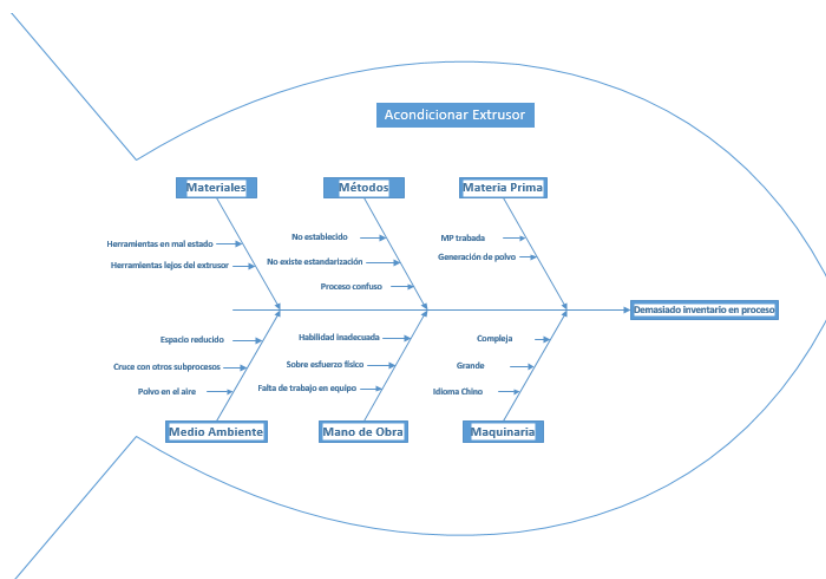 Acondicionar Extrusor
Materiales
Métodos
Materia Prima
Herramientas en mal estado
Herramientas lejos del extrusor
No establecido
No existe estandarización
Proceso confuso
MP trabada
Generación de polvo
Demasiado inventario en proceso
Espacio reducido
Cruce con otros subprocesos
Polvo en el aire
Habilidad inadecuada
Sobre esfuerzo físico
Falta de trabajo en equipo
Compleja
Grande
Idioma Chino
Medio Ambiente
Mano de Obra
Maquinaria